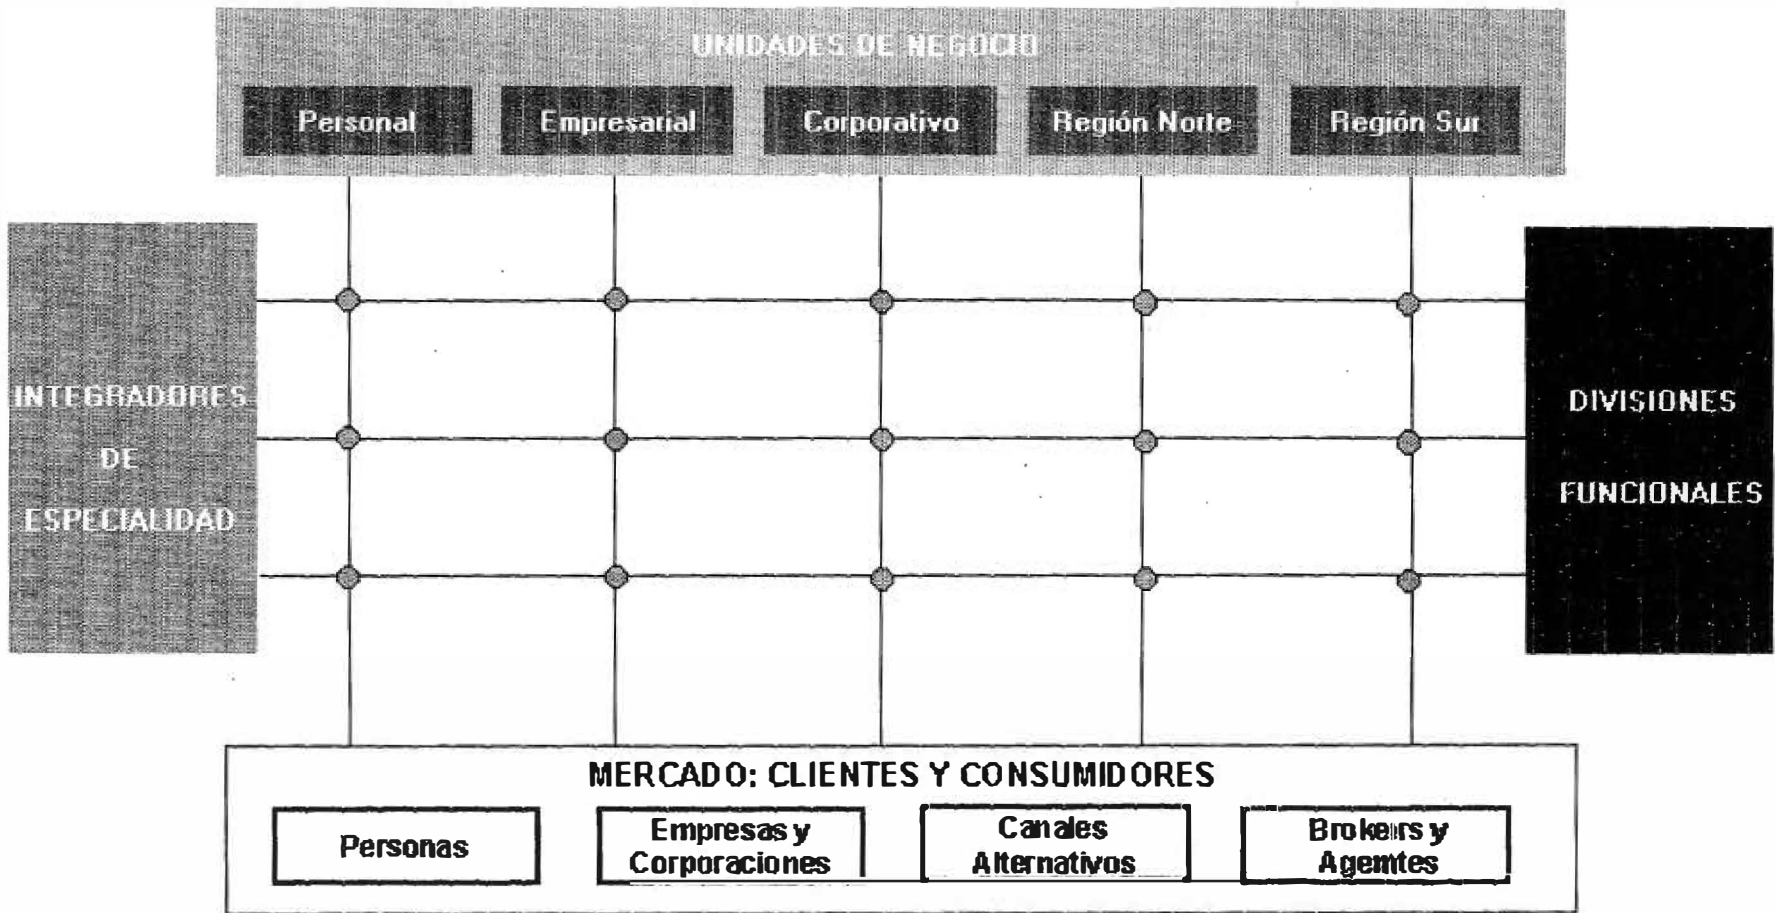 UNIDADES DE NEGOCIO
Personal
Empresarial
Corporativo
Región Norte
Región Sur
INTEGRADORES
DE
ESPECIALIDAD
DIVISIONES
FUNCIONALES
MERCADO: CLIENTES Y CONSUMIDORES
Personas
Empresas y
Corporaciones
Canales
Alternativos
Brokers y
Agentes